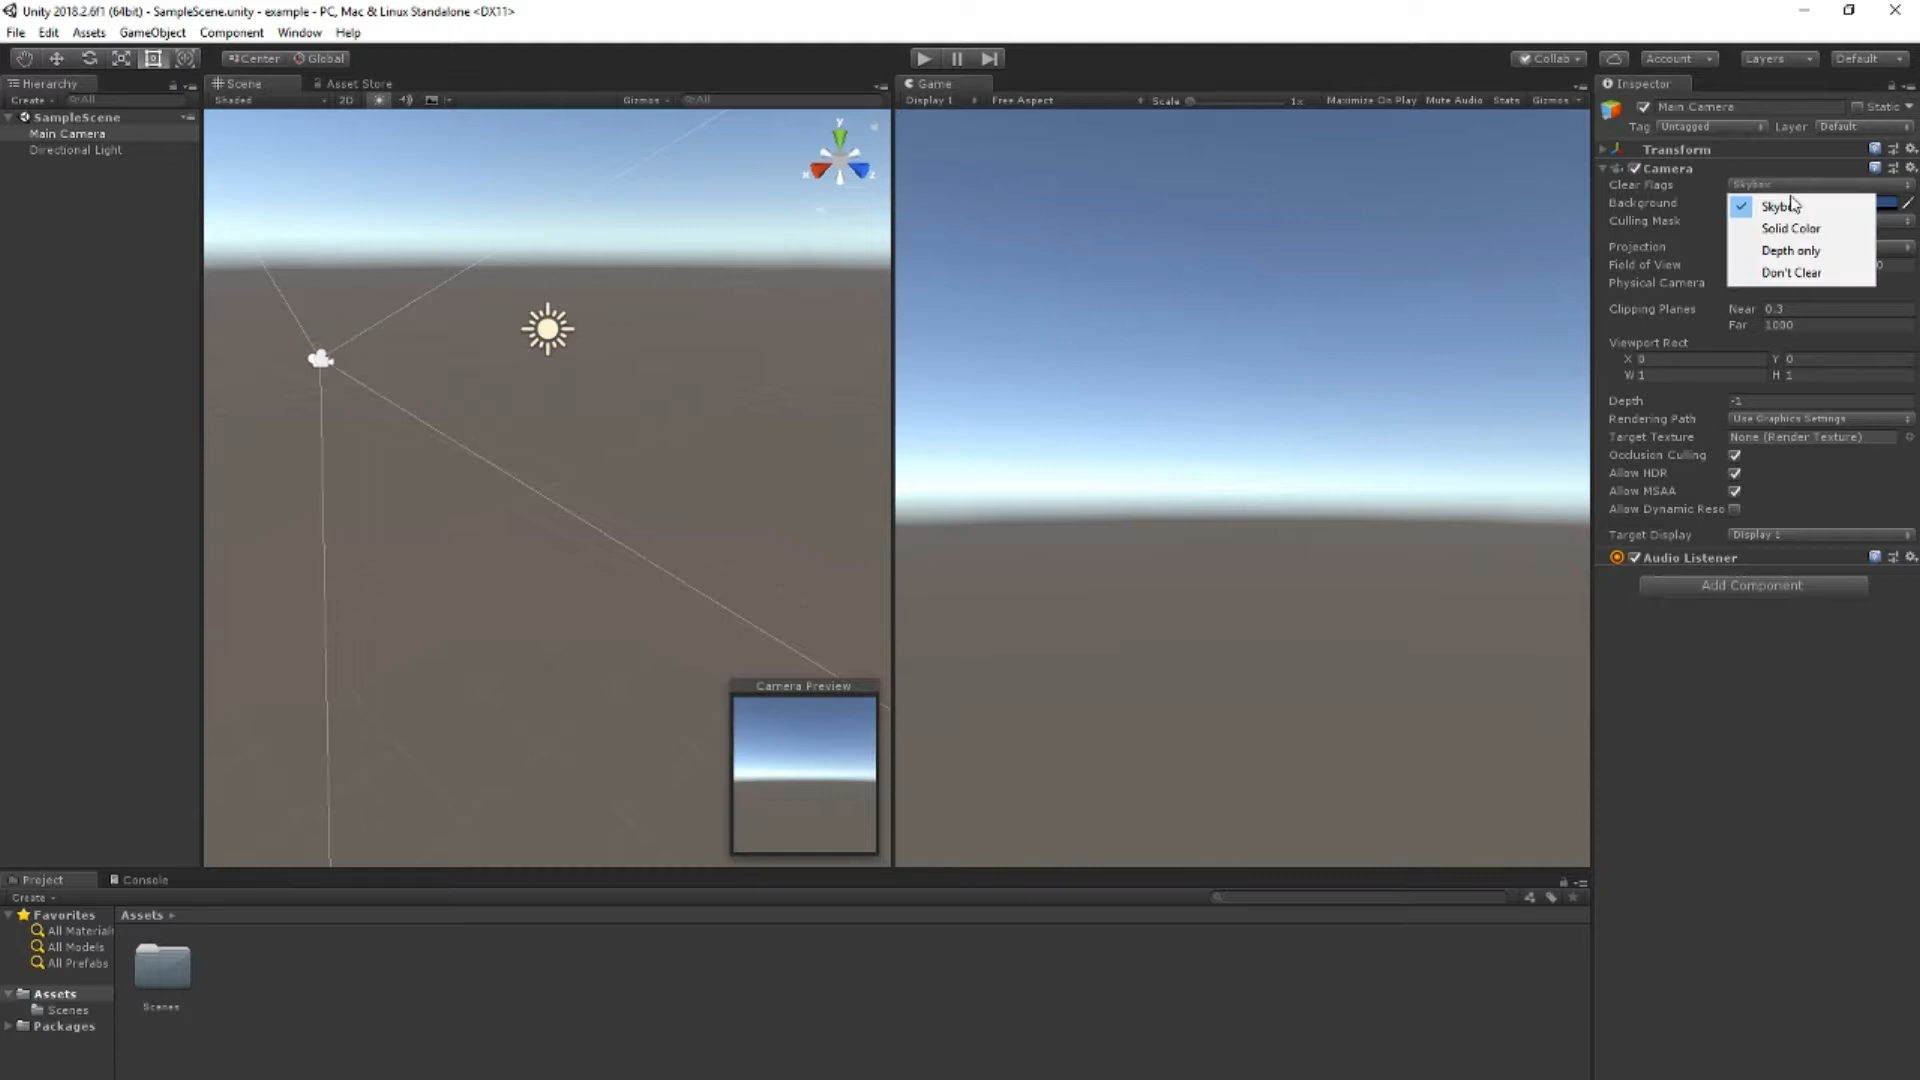 Unity 2018.2.6f1 (64bit) - SampleScene.unity - example - PC, Mac & Linux Standalone <DX11>
File Edit Assets GameObject Component Window Help
Center Global Collab Account Layers Default
Hierarchy Scene Asset Store Game Inspector
Create All Shaded 2D Gizmos All Display 1 Free Aspect Scale 1x Maximize On Play Mute Audio Stats Gizmos
Main Camera Static
SampleScene
Tag Untagged Layer Default
Main Camera
Directional Light
y
x z
Transform
Camera
Clear Flags Skybox
Background
Culling Mask
Skybox
Solid Color
Depth only
Don't Clear
Projection
Field of View 0
Physical Camera
Clipping Planes Near 0.3
Far 1000
Viewport Rect
X 0 Y 0
W 1 H 1
Depth -1
Rendering Path Use Graphics Settings
Target Texture None (Render Texture)
Occlusion Culling
Allow HDR
Allow MSAA
Allow Dynamic Reso
Target Display Display 1
Audio Listener
Add Component
Camera Preview
Project Console
Create
Favorites Assets
All Material
All Models
All Prefabs
Assets
Scenes
Packages
Scenes